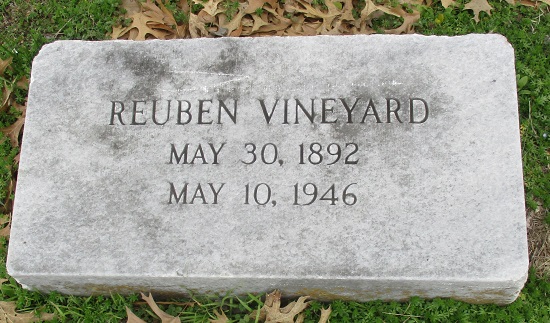 REUBEN VINEYARD
MAY 30, 1892
MAY 10, 1946